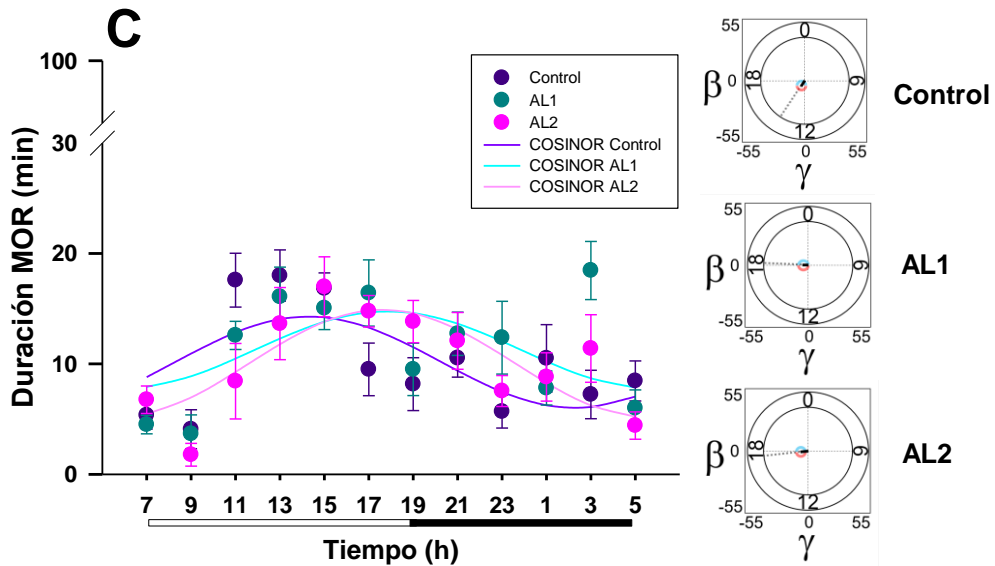 C
100
30
20
10
0
Duración MOR (min)
7 9 11 13 15 17 19 21 23 1 3 5
Tiempo (h)
Control
AL1
AL2
COSINOR Control
COSINOR AL1
COSINOR AL2
55
0
β 0 18 6
12
-55
-55 0 55
γ
Control
55
0
β 0 18 6
12
-55
-55 0 55
γ
AL1
55
0
β 0 18 6
12
-55
-55 0 55
γ
AL2